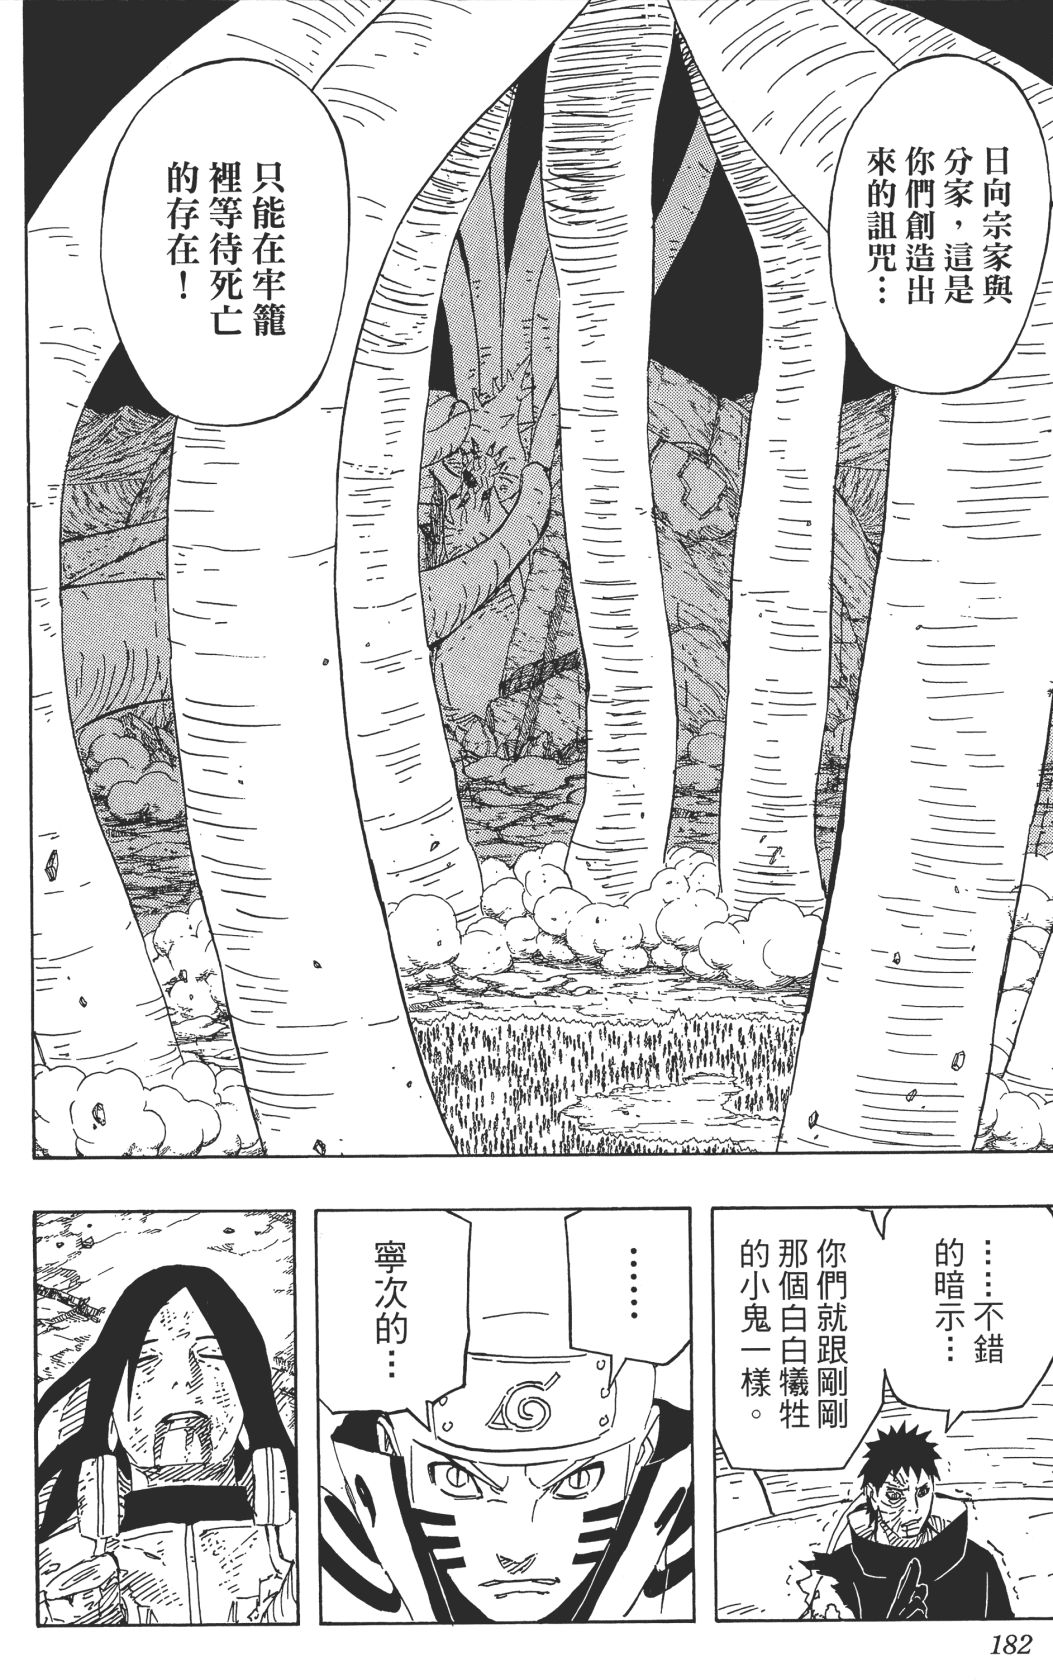 日向宗家與
分家，這是
你們創造出
來的詛咒…
只能在牢籠
裡等待死亡
的存在！
……不錯
的暗示…
你們就跟剛剛
那個白白犧牲
的小鬼一樣。
……
寧次的…
182